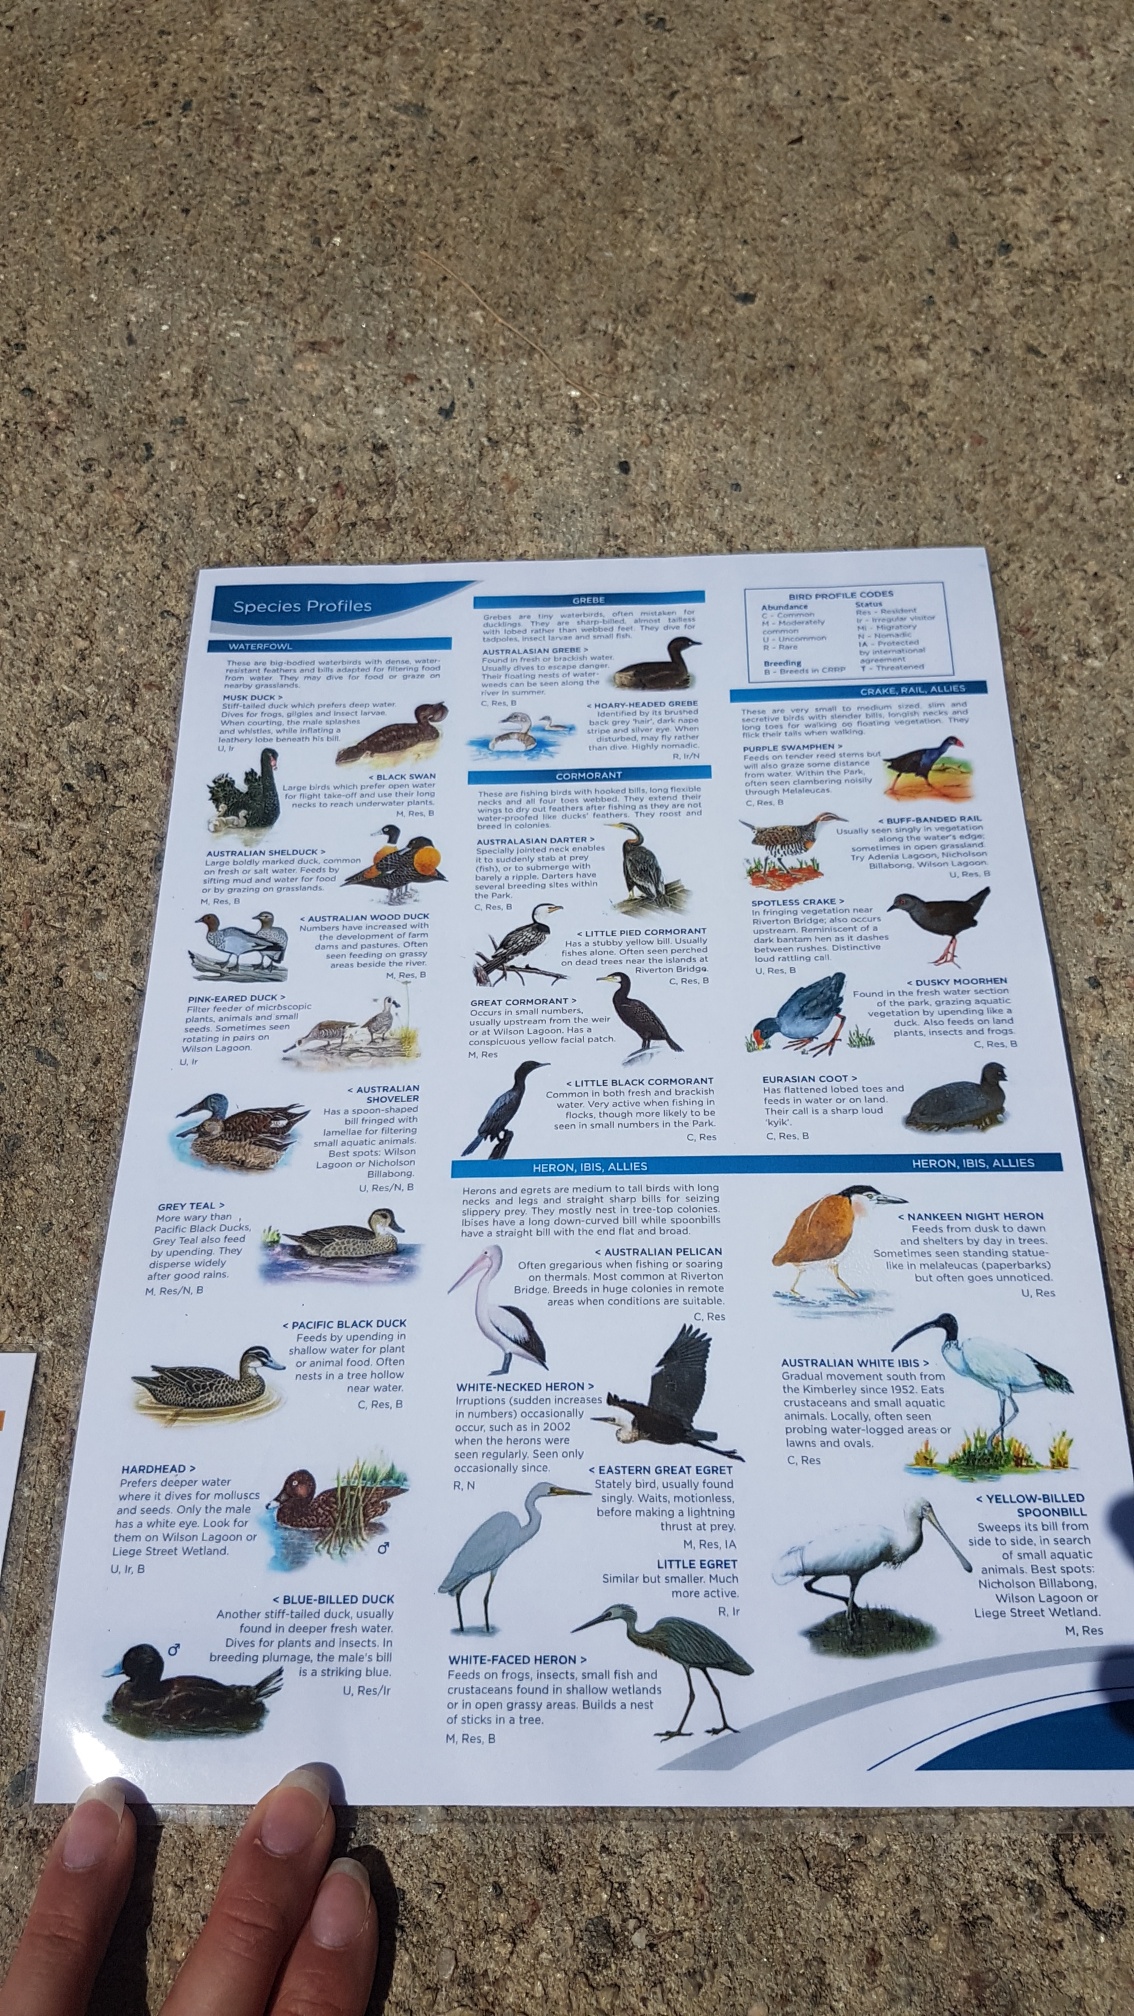 Species Profiles
WATERFOWL
These are big-bodied waterbirds with dense, water-
resistant feathers and bills adapted for filtering food
from water. They may dive for food or graze on
nearby grasslands.
MUSK DUCK >
Stiff-tailed duck which prefers deep water.
Dives for frogs, gilgies and insect larvae.
When courting, the male splashes
and whistles, while inflating a
leathery lobe beneath his bill.
U, Ir
< BLACK SWAN
Large birds which prefer open water
for flight take-off and use their long
necks to reach underwater plants.
M, Res, B
AUSTRALIAN SHELDUCK >
Large boldly marked duck, common
on fresh or salt water. Feeds by
sifting mud and water for food
or by grazing on grasslands.
M, Res, B
< AUSTRALIAN WOOD DUCK
Numbers have increased with
the development of farm
dams and pastures. Often
seen feeding on grassy
areas beside the river.
M, Res, B
PINK-EARED DUCK >
Filter feeder of microscopic
plants, animals and small
seeds. Sometimes seen
rotating in pairs on
Wilson Lagoon.
U, Ir
< AUSTRALIAN
SHOVELER
Has a spoon-shaped
bill fringed with
lamellae for filtering
small aquatic animals.
Best spots: Wilson
Lagoon or Nicholson
Billabong.
U, Res/N, B
GREY TEAL >
More wary than
Pacific Black Ducks,
Grey Teal also feed
by upending. They
disperse widely
after good rains.
M, Res/N, B
< PACIFIC BLACK DUCK
Feeds by upending in
shallow water for plant
or animal food. Often
nests in a tree hollow
near water.
C, Res, B
HARDHEAD >
Prefers deeper water
where it dives for molluscs
and seeds. Only the male
has a white eye. Look for
them on Wilson Lagoon or
Liege Street Wetland.
U, Ir, B
♂
< BLUE-BILLED DUCK
Another stiff-tailed duck, usually
found in deeper fresh water.
Dives for plants and insects. In
breeding plumage, the male's bill
is a striking blue.
U, Res/Ir
♂
GREBE
Grebes are tiny waterbirds, often mistaken for
ducklings. They are sharp-billed, almost tailless
with lobed rather than webbed feet. They dive for
tadpoles, insect larvae and small fish.
AUSTRALASIAN GREBE >
Found in fresh or brackish water.
Usually dives to escape danger.
Their floating nests of water-
weeds can be seen along the
river in summer.
C, Res, B
< HOARY-HEADED GREBE
Identified by its brushed
back grey 'hair', dark nape
stripe and silver eye. When
disturbed, may fly rather
than dive. Highly nomadic.
R, Ir/N
CORMORANT
These are fishing birds with hooked bills, long flexible
necks and all four toes webbed. They extend their
wings to dry out feathers after fishing as they are not
water-proofed like ducks' feathers. They roost and
breed in colonies.
AUSTRALASIAN DARTER >
Specially jointed neck enables
it to suddenly stab at prey
(fish), or to submerge with
barely a ripple. Darters have
several breeding sites within
the Park.
C, Res, B
< LITTLE PIED CORMORANT
Has a stubby yellow bill. Usually
fishes alone. Often seen perched
on dead trees near the islands at
Riverton Bridge.
C, Res, B
GREAT CORMORANT >
Occurs in small numbers,
usually upstream from the weir
or at Wilson Lagoon. Has a
conspicuous yellow facial patch.
M, Res
< LITTLE BLACK CORMORANT
Common in both fresh and brackish
water. Very active when fishing in
flocks, though more likely to be
seen in small numbers in the Park.
C, Res
BIRD PROFILE CODES
Abundance
C - Common
M - Moderately
common
U - Uncommon
R - Rare
Breeding
B - Breeds in CRRP
Status
Res - Resident
Ir - Irregular visitor
Mi - Migratory
N - Nomadic
IA - Protected
by international
agreement
T - Threatened
CRAKE, RAIL, ALLIES
These are very small to medium sized, slim and
secretive birds with slender bills, longish necks and
long toes for walking on floating vegetation. They
flick their tails when walking.
PURPLE SWAMPHEN >
Feeds on tender reed stems but
will also graze some distance
from water. Within the Park,
often seen clambering noisily
through Melaleucas.
C, Res, B
< BUFF-BANDED RAIL
Usually seen singly in vegetation
along the water's edge;
sometimes in open grassland.
Try Adenia Lagoon, Nicholson
Billabong, Wilson Lagoon.
U, Res, B
SPOTLESS CRAKE >
In fringing vegetation near
Riverton Bridge; also occurs
upstream. Reminiscent of a
dark bantam hen as it dashes
between rushes. Distinctive
loud rattling call.
U, Res, B
< DUSKY MOORHEN
Found in the fresh water section
of the park, grazing aquatic
vegetation by upending like a
duck. Also feeds on land
plants, insects and frogs.
C, Res, B
EURASIAN COOT >
Has flattened lobed toes and
feeds in water or on land.
Their call is a sharp loud
'kyik'.
C, Res, B
HERON, IBIS, ALLIES
HERON, IBIS, ALLIES
Herons and egrets are medium to tall birds with long
necks and legs and straight sharp bills for seizing
slippery prey. They mostly nest in tree-top colonies.
Ibises have a long down-curved bill while spoonbills
have a straight bill with the end flat and broad.
< AUSTRALIAN PELICAN
Often gregarious when fishing or soaring
on thermals. Most common at Riverton
Bridge. Breeds in huge colonies in remote
areas when conditions are suitable.
C, Res
WHITE-NECKED HERON >
Irruptions (sudden increases
in numbers) occasionally
occur, such as in 2002
when the herons were
seen regularly. Seen only
occasionally since.
R, N
< EASTERN GREAT EGRET
Stately bird, usually found
singly. Waits, motionless,
before making a lightning
thrust at prey.
M, Res, IA
LITTLE EGRET
Similar but smaller. Much
more active.
R, Ir
WHITE-FACED HERON >
Feeds on frogs, insects, small fish and
crustaceans found in shallow wetlands
or in open grassy areas. Builds a nest
of sticks in a tree.
M, Res, B
< NANKEEN NIGHT HERON
Feeds from dusk to dawn
and shelters by day in trees.
Sometimes seen standing statue-
like in melaleucas (paperbarks)
but often goes unnoticed.
U, Res
AUSTRALIAN WHITE IBIS >
Gradual movement south from
the Kimberley since 1952. Eats
crustaceans and small aquatic
animals. Locally, often seen
probing water-logged areas or
lawns and ovals.
C, Res
< YELLOW-BILLED
SPOONBILL
Sweeps its bill from
side to side, in search
of small aquatic
animals. Best spots:
Nicholson Billabong,
Wilson Lagoon or
Liege Street Wetland.
M, Res